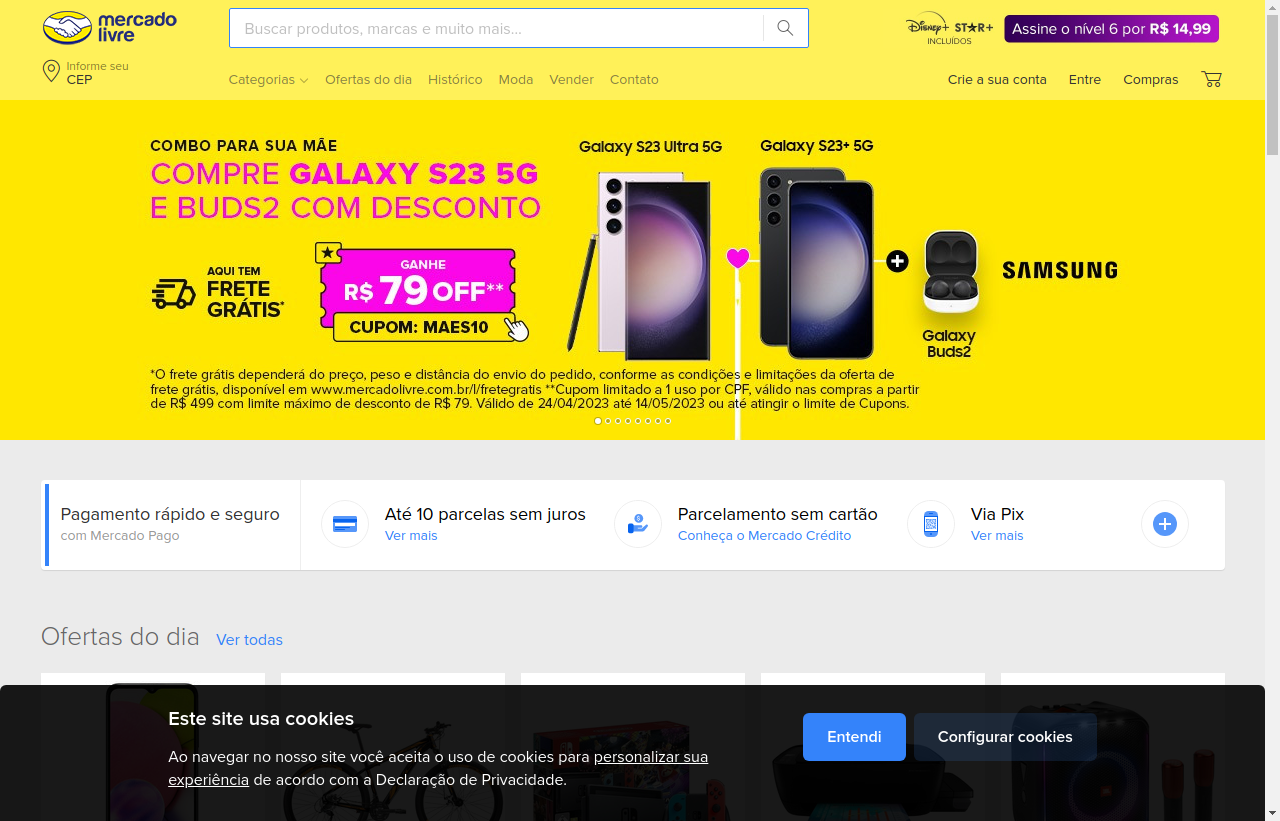 mercado
livre
Buscar produtos, marcas e muito mais...
Disney+ STAR+
INCLUÍDOS
Assine o nível 6 por R$ 14,99
Informe seu
CEP
Categorias
Ofertas do dia
Histórico
Moda
Vender
Contato
Crie a sua conta
Entre
Compras
COMBO PARA SUA MÃE
COMPRE GALAXY S23 5G
E BUDS2 COM DESCONTO
AQUI TEM
FRETE
GRÁTIS*
GANHE
R$ 79 OFF**
CUPOM: MAES10
Galaxy S23 Ultra 5G
Galaxy S23+ 5G
Galaxy
Buds2
SAMSUNG
*O frete grátis dependerá do preço, peso e distância do envio do pedido, conforme as condições e limitações da oferta de
frete grátis, disponível em www.mercadolivre.com.br/l/fretegratis **Cupom limitado a 1 uso por CPF, válido nas compras a partir
de R$ 499 com limite máximo de desconto de R$ 79. Válido de 24/04/2023 até 14/05/2023 ou até atingir o limite de Cupons.
Pagamento rápido e seguro
com Mercado Pago
Até 10 parcelas sem juros
Ver mais
Parcelamento sem cartão
Conheça o Mercado Crédito
Via Pix
Ver mais
Ofertas do dia
Ver todas
Este site usa cookies
Ao navegar no nosso site você aceita o uso de cookies para personalizar sua
experiência de acordo com a Declaração de Privacidade.
Entendi
Configurar cookies